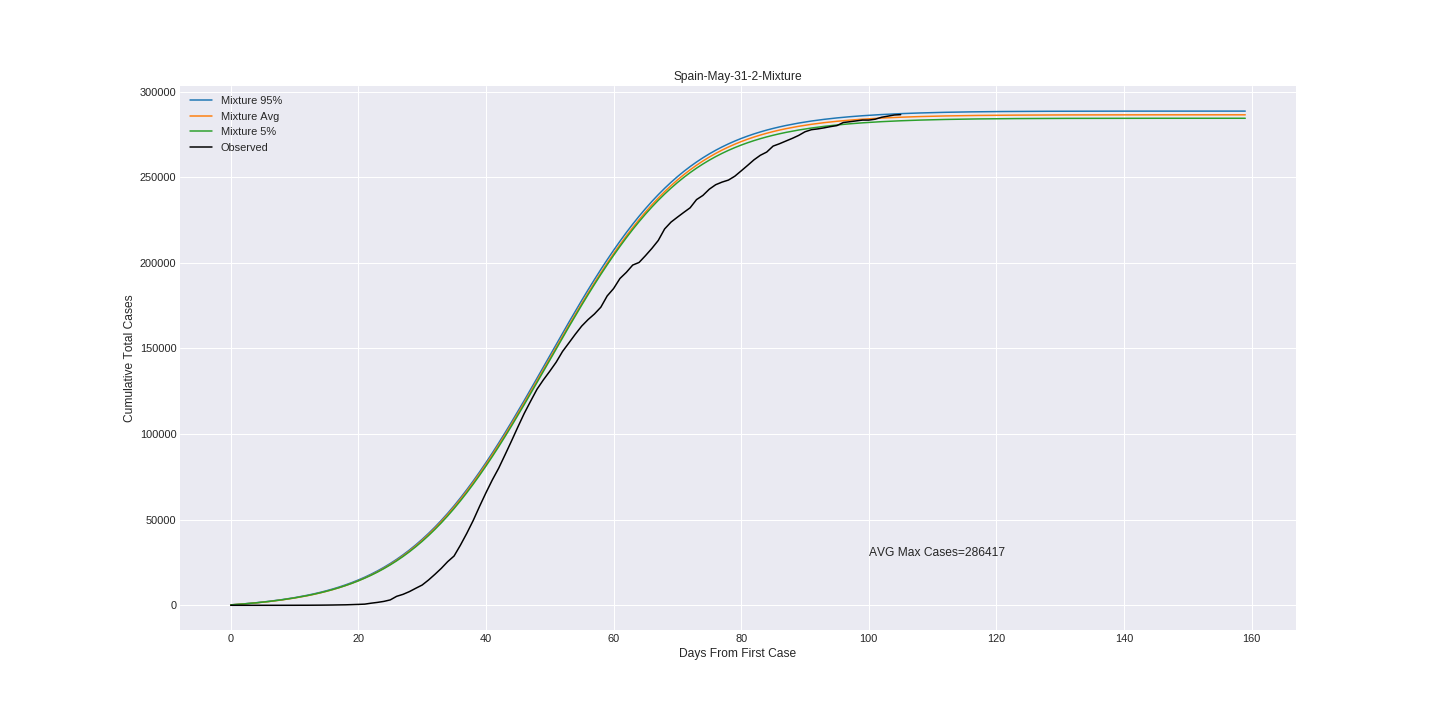 Spain-May-31-2-Mixture
Mixture 95%
Mixture Avg
Mixture 5%
Observed
300000
250000
200000
150000
100000
50000
0
Cumulative Total Cases
AVG Max Cases=286417
0 20 40 60 80 100 120 140 160
Days From First Case